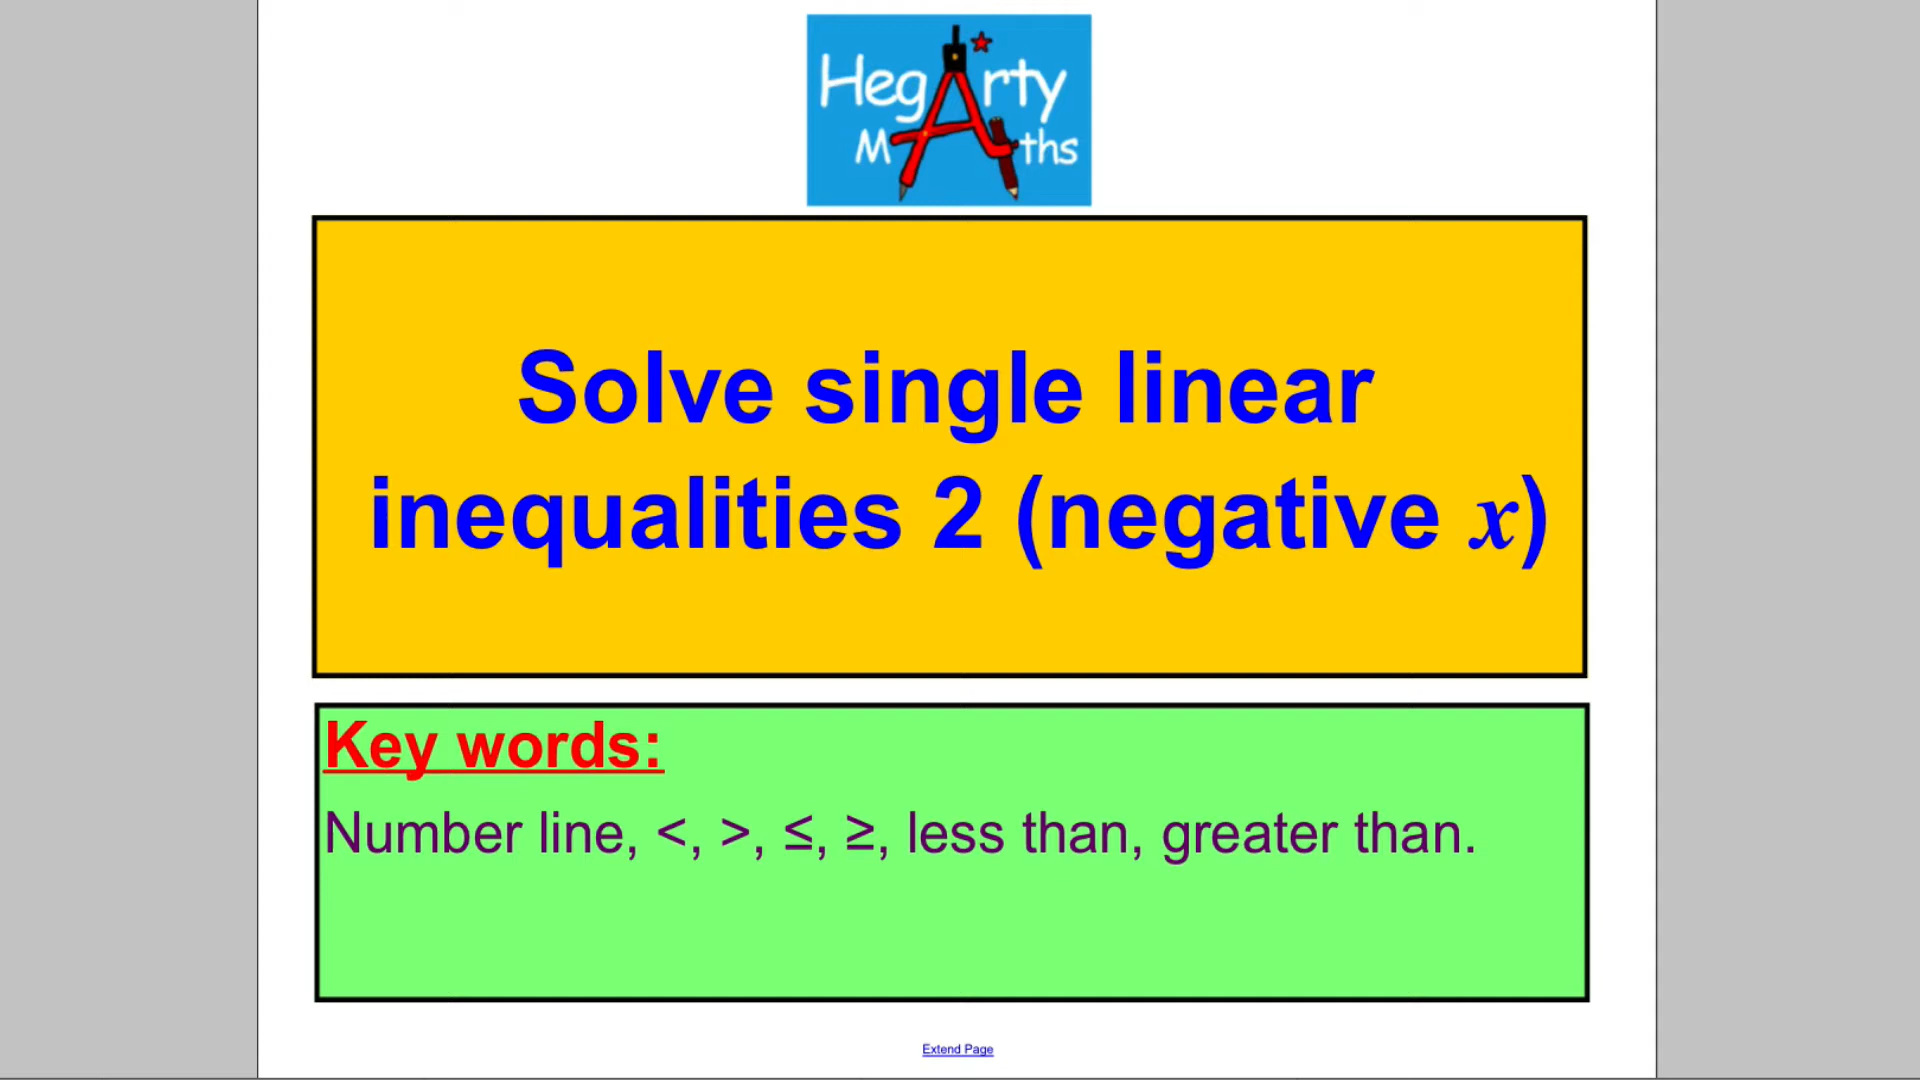 Hegarty
Maths
Solve single linear
inequalities 2 (negative x)
Key words:
Number line, <, >, ≤, ≥, less than, greater than.
Extend Page